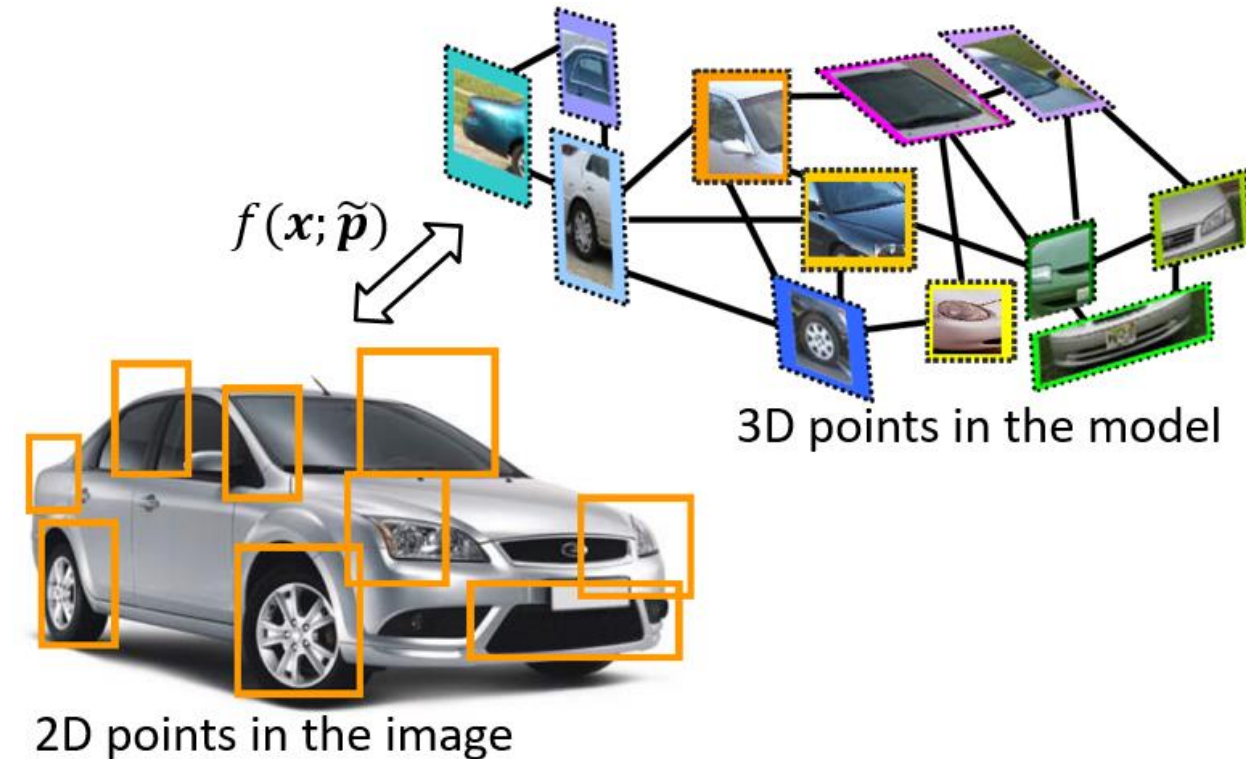 f(x; p̃)
3D points in the model
2D points in the image